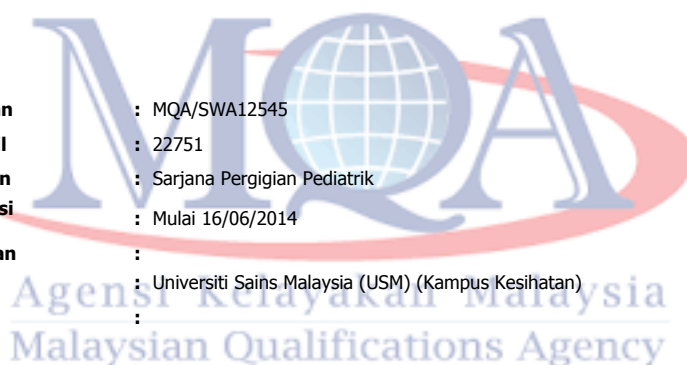 MQA
an : MQA/SWA12545
l : 22751
n : Sarjana Pergigian Pediatrik
si : Mulai 16/06/2014
an :
: Universiti Sains Malaysia (USM) (Kampus Kesihatan)
:
Agensi Kelayakan Malaysia
Malaysian Qualifications Agency